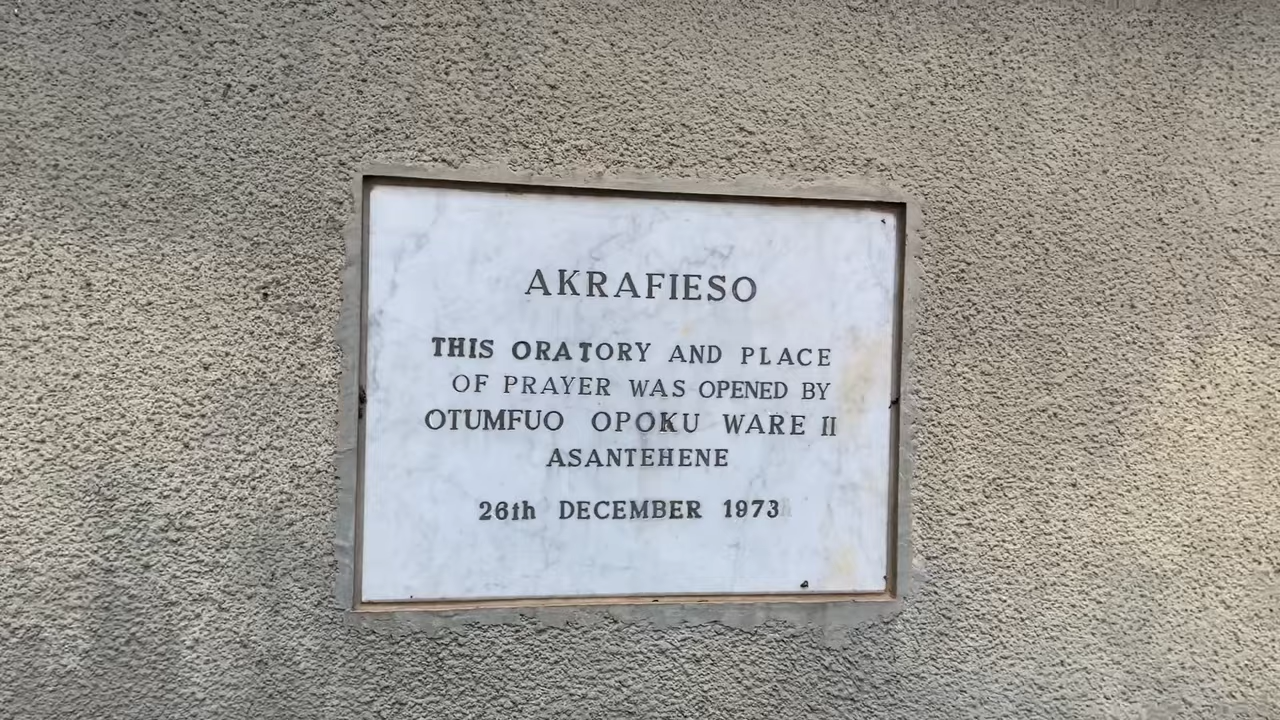 AKRAFIESO
THIS ORATORY AND PLACE
OF PRAYER WAS OPENED BY
OTUMFUO OPOKU WARE II
ASANTEHENE
26th DECEMBER 1973